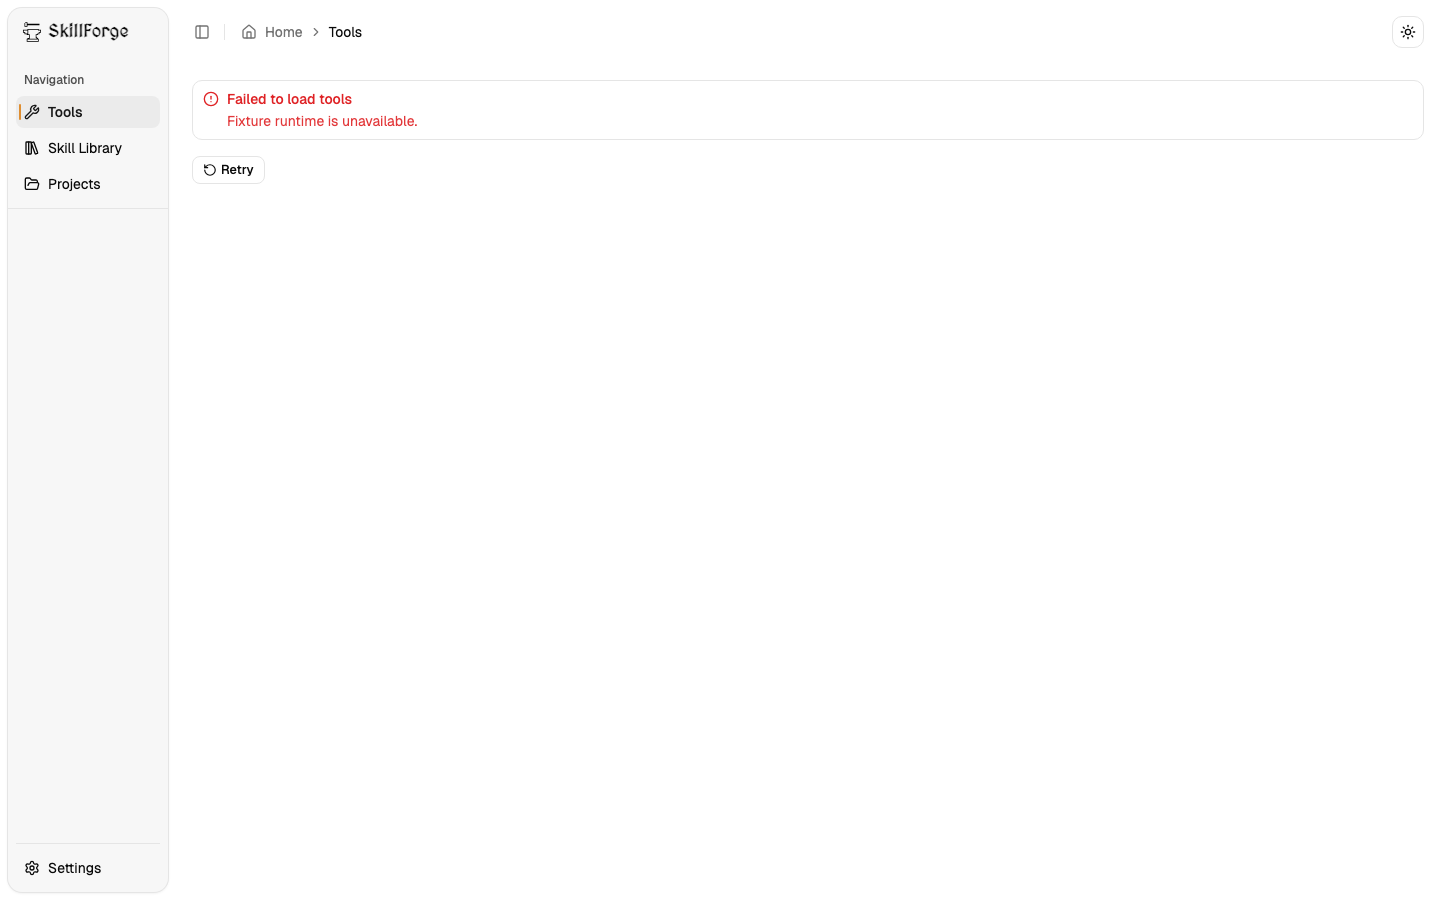 SkillForge
Navigation
Tools
Skill Library
Projects
Settings
Home
Tools
Failed to load tools
Fixture runtime is unavailable.
Retry